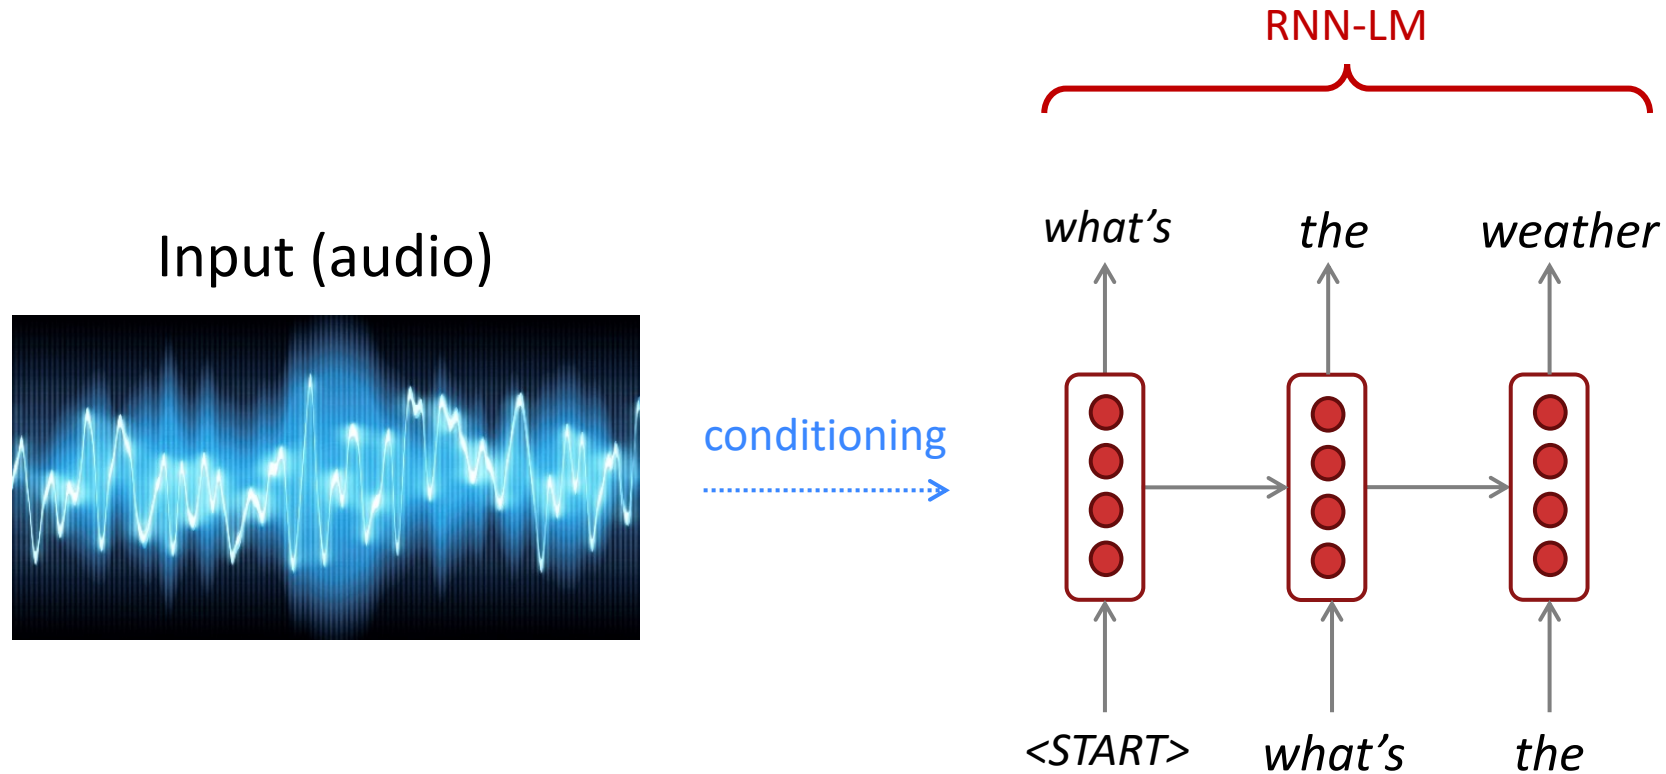 RNN-LM
what’s the weather
Input (audio)
conditioning
<START> what’s the